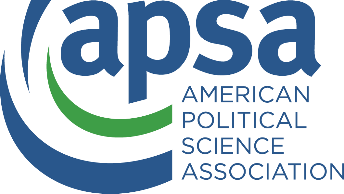 apsa
AMERICAN
POLITICAL
SCIENCE
ASSOCIATION